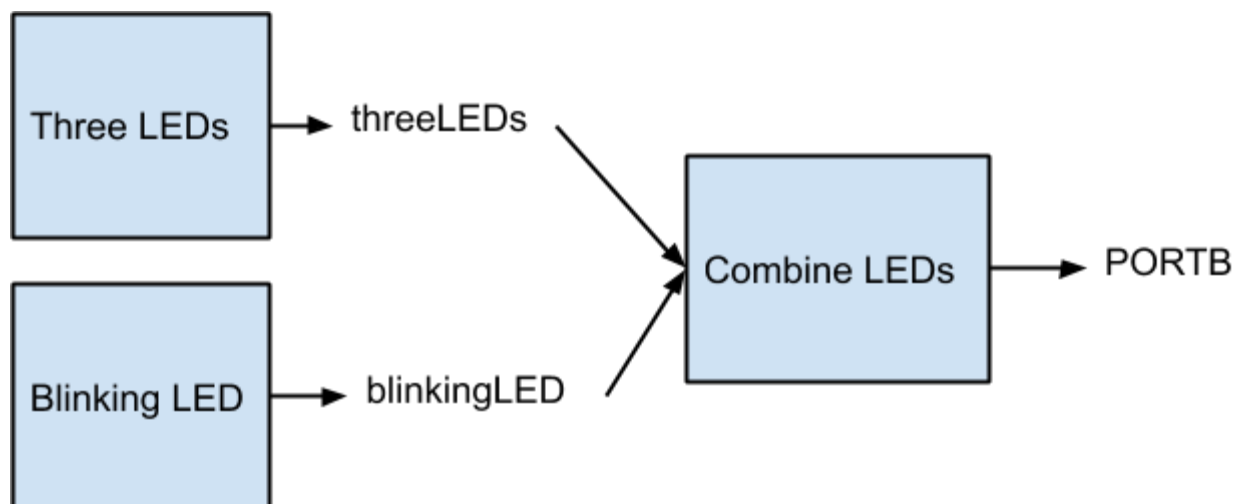 Three LEDs
threeLEDs
Combine LEDs
PORTB
Blinking LED
blinkingLED